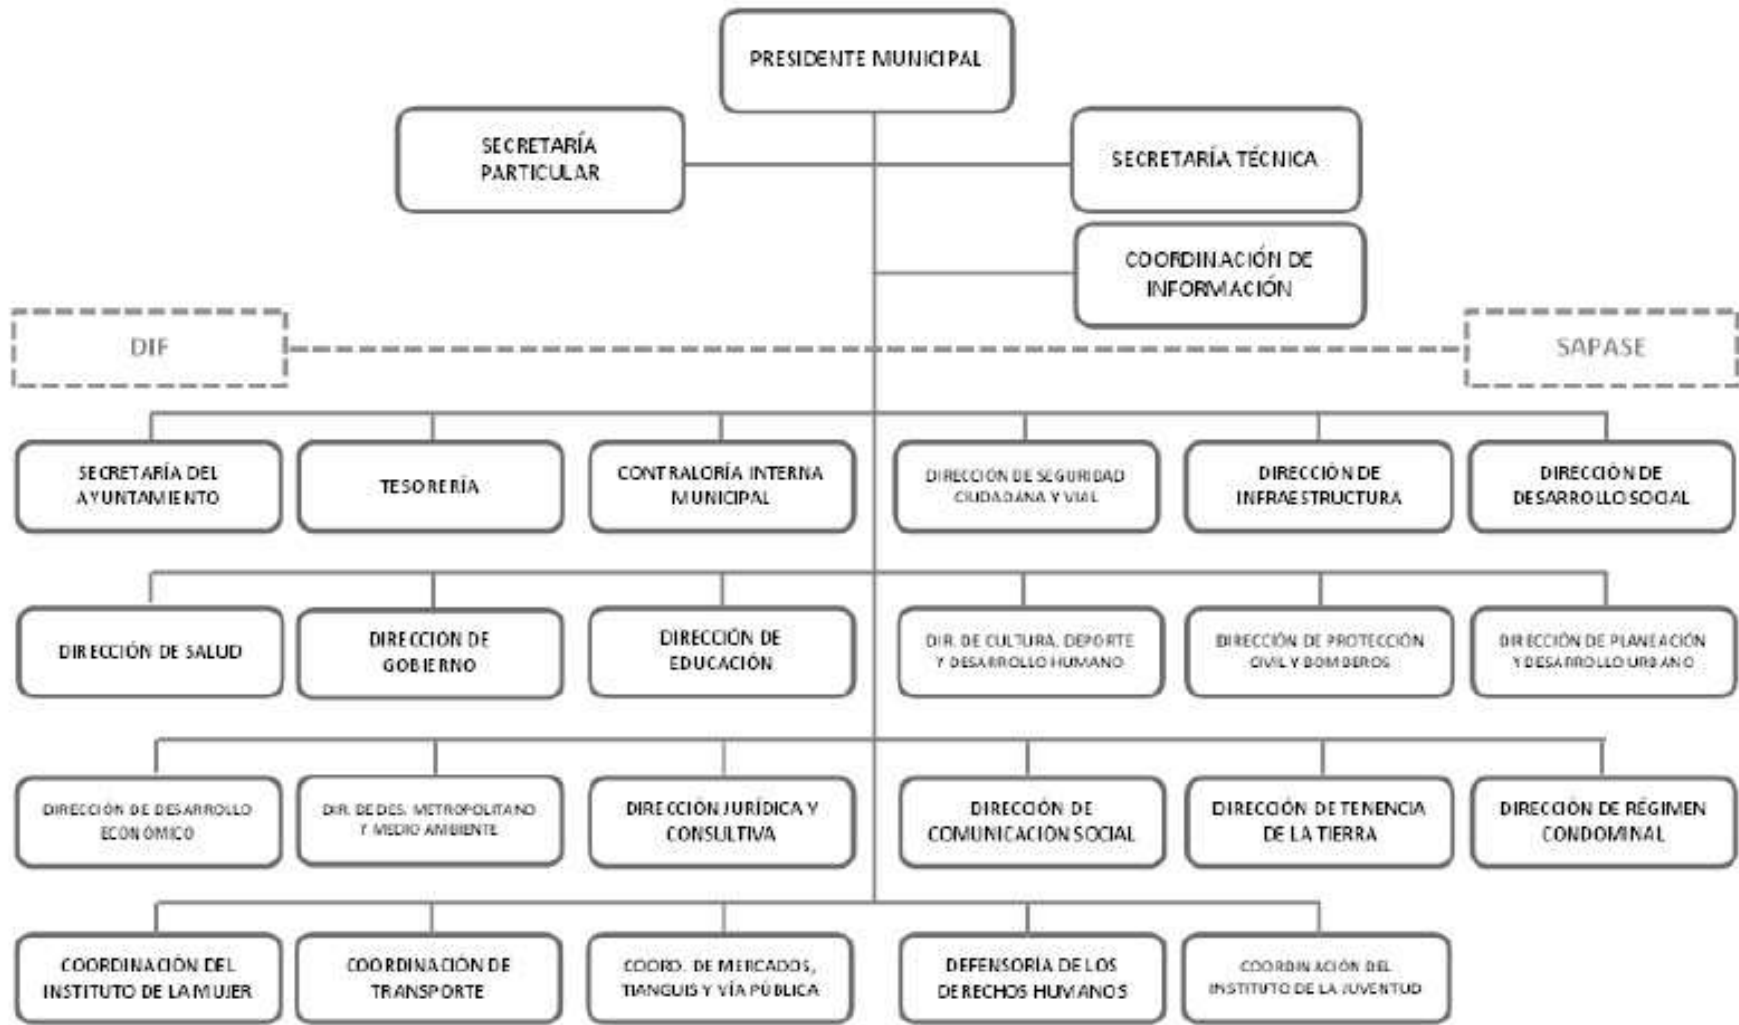 PRESIDENTE MUNICIPAL
SECRETARÍA
PARTICULAR
SECRETARÍA TÉCNICA
COORDINACIÓN DE
INFORMACIÓN
DIF
SAPASE
SECRETARÍA DEL
AYUNTAMIENTO
TESORERÍA
CONTRALORÍA INTERNA
MUNICIPAL
DIRECCIÓN DE SEGURIDAD
CIUDADANA Y VIAL
DIRECCIÓN DE
INFRAESTRUCTURA
DIRECCIÓN DE
DESARROLLO SOCIAL
DIRECCIÓN DE SALUD
DIRECCION DE
GOBIERNO
DIRECCIÓN DE
EDUCACIÓN
DIR. DE CULTURA, DEPORTE
Y DESARROLLO HUMANO
DIRECCIÓN DE PROTECCIÓN
CIVIL Y BOMBEROS
DIRECCIÓN DE PLANEACIÓN
Y DESARROLLO URBANO
DIRECCIÓN DE DESARROLLO
ECONÓMICO
DIR. DE DES. METROPOLITANO
Y MEDIO AMBIENTE
DIRECCIÓN JURÍDICA Y
CONSULTIVA
DIRECCIÓN DE
COMUNICACIÓN SOCIAL
DIRECCIÓN DE TENENCIA
DE LA TIERRA
DIRECCIÓN DE RÉGIMEN
CONDOMINAL
COORDINACIÓN DEL
INSTITUTO DE LA MUJER
COORDINACIÓN DE
TRANSPORTE
COORD. DE MERCADOS,
TIANGUIS Y VÍA PÚBLICA
DEFENSORÍA DE LOS
DERECHOS HUMANOS
COORDINACIÓN DEL
INSTITUTO DE LA JUVENTUD